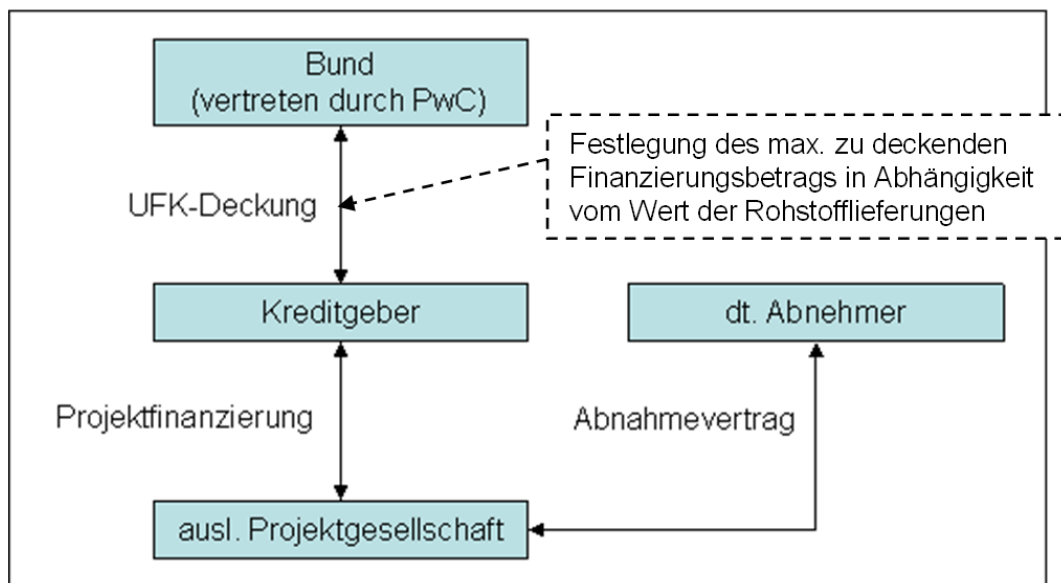 Bund
(vertreten durch PwC)
Festlegung des max. zu deckenden
Finanzierungsbetrags in Abhängigkeit
vom Wert der Rohstofflieferungen
UFK-Deckung
Kreditgeber
dt. Abnehmer
Projektfinanzierung
Abnahmevertrag
ausl. Projektgesellschaft